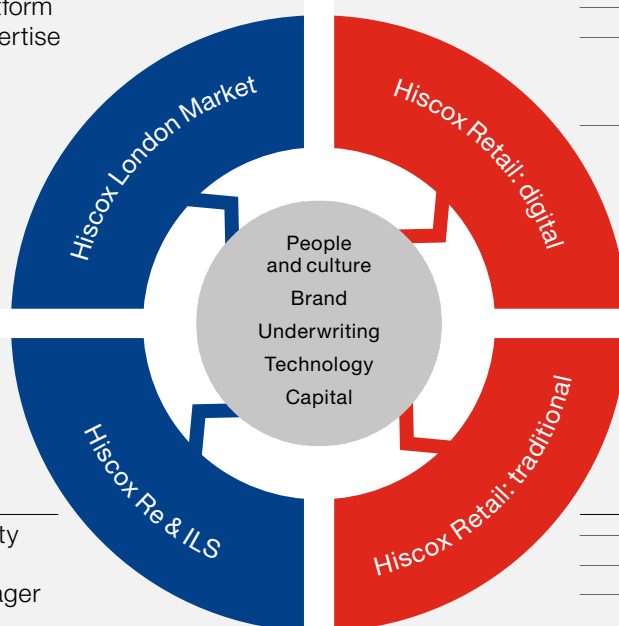 tform
ertise
Hiscox London Market
Hiscox Retail: digital
People
and culture
Brand
Underwriting
Technology
Capital
Hiscox Re & ILS
Hiscox Retail: traditional
ty
ager